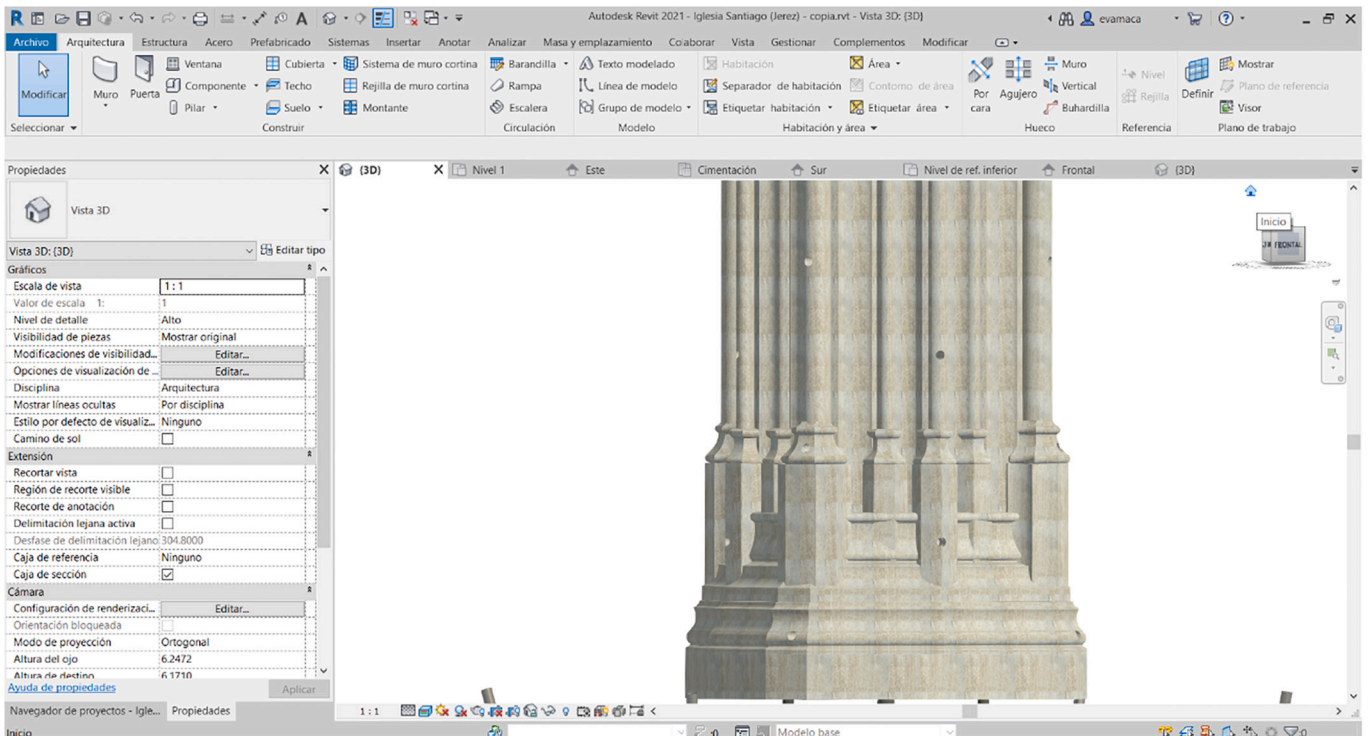 Autodesk Revit 2021 - Iglesia Santiago (Jerez) - copia.rvt - Vista 3D: {3D}
evamaca
Archivo Arquitectura Estructura Acero Prefabricado Sistemas Insertar Anotar Analizar Masa y emplazamiento Colaborar Vista Gestionar Complementos Modificar
Modificar
Muro
Puerta
Ventana
Componente
Pilar
Cubierta
Techo
Suelo
Sistema de muro cortina
Rejilla de muro cortina
Montante
Barandilla
Rampa
Escalera
Texto modelado
Línea de modelo
Grupo de modelo
Habitación
Separador de habitación
Etiquetar habitación
Área
Contorno de área
Etiquetar área
Por cara
Agujero
Muro
Vertical
Buhardilla
Nivel
Rejilla
Definir
Mostrar
Plano de referencia
Visor
Seleccionar Construir Circulación Modelo Habitación y área Hueco Referencia Plano de trabajo
Propiedades
{3D} Nivel 1 Este Cimentación Sur Nivel de ref. inferior Frontal {3D}
Vista 3D
Vista 3D: {3D} Editar tipo
Gráficos
Escala de vista 1 : 1
Valor de escala 1: 1
Nivel de detalle Alto
Visibilidad de piezas Mostrar original
Modificaciones de visibilidad... Editar...
Opciones de visualización de ... Editar...
Disciplina Arquitectura
Mostrar líneas ocultas Por disciplina
Estilo por defecto de visualiz... Ninguno
Camino de sol
Extensión
Recortar vista
Región de recorte visible
Recorte de anotación
Delimitación lejana activa
Desfase de delimitación lejano 304.8000
Caja de referencia Ninguno
Caja de sección
Cámara
Configuración de renderizaci... Editar...
Orientación bloqueada
Modo de proyección Ortogonal
Altura del ojo 6.2472
Altura de destino 6.1710
Ayuda de propiedades Aplicar
Navegador de proyectos - Igle... Propiedades
Inicio
FRONTAL
1 : 1
Inicio
:0 Modelo base :0